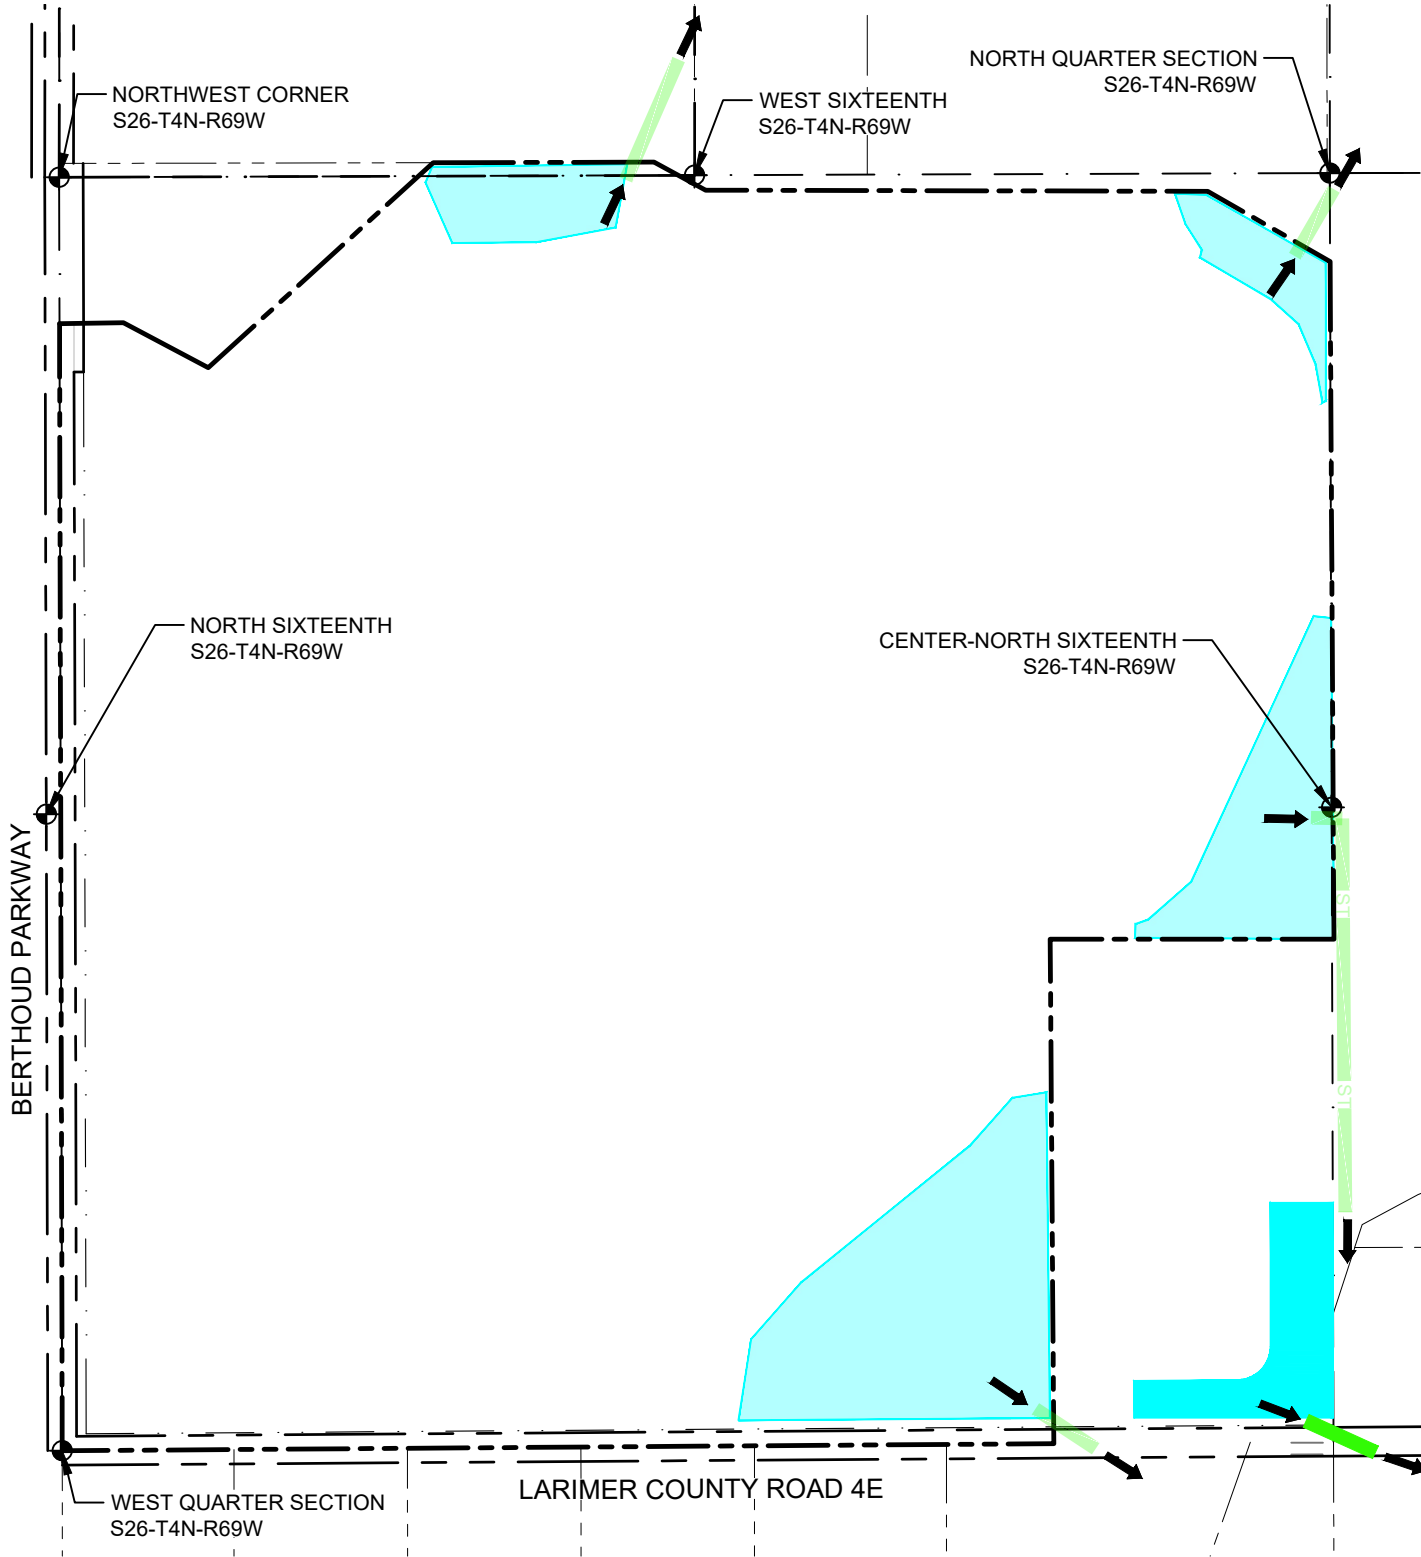 NORTH QUARTER SECTION
S26-T4N-R69W
NORTHWEST CORNER
S26-T4N-R69W
WEST SIXTEENTH
S26-T4N-R69W
NORTH SIXTEENTH
S26-T4N-R69W
CENTER-NORTH SIXTEENTH
S26-T4N-R69W
BERTHOUD PARKWAY
ST
ST
LARIMER COUNTY ROAD 4E
WEST QUARTER SECTION
S26-T4N-R69W